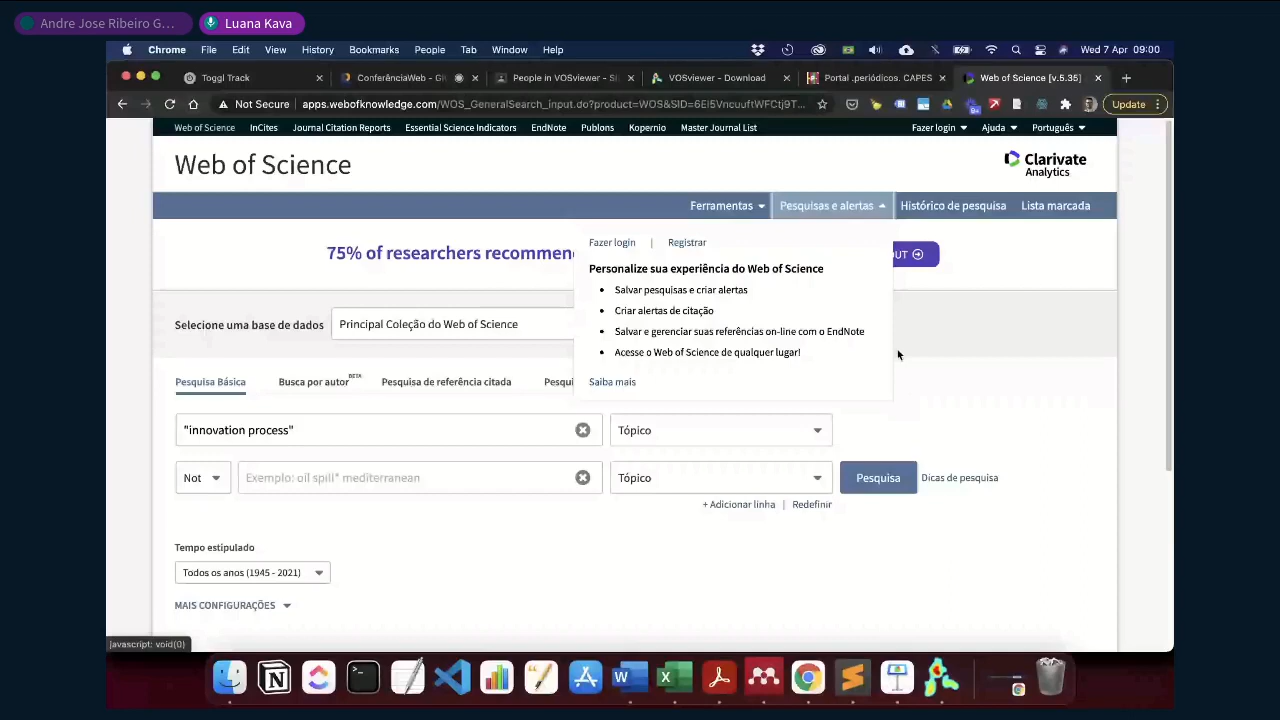 Andre Jose Ribeiro G...
Luana Kava
Chrome File Edit View History Bookmarks People Tab Window Help Wed 7 Apr 09:00
Toggl Track
ConferênciaWeb - Gi
People in VOSviewer - Si
VOSviewer - Download
Portal .periódicos. CAPES
Web of Science [v.5.35]
Not Secure apps.webofknowledge.com/WOS_GeneralSearch_input.do?product=WOS&SID=6EI5VncuuftWFCtj9T... Update
Web of Science InCites Journal Citation Reports Essential Science Indicators EndNote Publons Kopernio Master Journal List Fazer login Ajuda Português
Web of Science
Clarivate
Analytics
Ferramentas Pesquisas e alertas Histórico de pesquisa Lista marcada
75% of researchers recommen
OUT
Fazer login | Registrar
Personalize sua experiência do Web of Science
• Salvar pesquisas e criar alertas
• Criar alertas de citação
• Salvar e gerenciar suas referências on-line com o EndNote
• Acesse o Web of Science de qualquer lugar!
Saiba mais
Selecione uma base de dados Principal Coleção do Web of Science
Pesquisa Básica Busca por autor BETA Pesquisa de referência citada Pesqui
"innovation process" Tópico
Not Exemplo: oil spill* mediterranean Tópico Pesquisa Dicas de pesquisa
+ Adicionar linha | Redefinir
Tempo estipulado
Todos os anos (1945 - 2021)
MAIS CONFIGURAÇÕES
javascript: void(0)